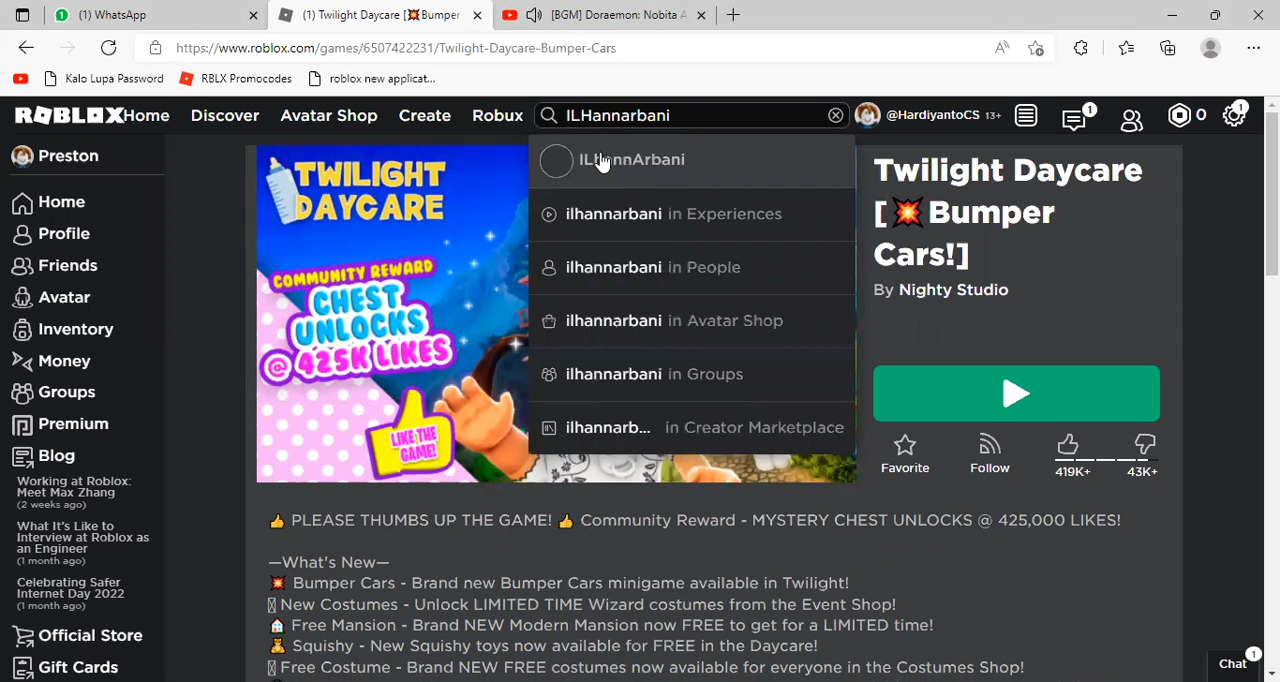 (1) WhatsApp
(1) Twilight Daycare [💥Bumper
[BGM] Doraemon: Nobita A
https://www.roblox.com/games/6507422231/Twilight-Daycare-Bumper-Cars
Kalo Lupa Password
RBLX Promocodes
roblox new applicat...
ROBLOX
Home
Discover
Avatar Shop
Create
Robux
ILHannarbani
@HardiyantoCS 13+
1
0
1
Preston
Home
Profile
Friends
Avatar
Inventory
Money
Groups
Premium
Blog
Working at Roblox:
Meet Max Zhang
(2 weeks ago)
What It's Like to
Interview at Roblox as
an Engineer
(1 month ago)
Celebrating Safer
Internet Day 2022
(1 month ago)
Official Store
Gift Cards
ILhannArbani
ilhannarbani in Experiences
ilhannarbani in People
ilhannarbani in Avatar Shop
ilhannarbani in Groups
ilhannarb... in Creator Marketplace
TWILIGHT
DAYCARE
COMMUNITY REWARD
CHEST
UNLOCKS
@ 425K LIKES!
LIKE THE
GAME!
Twilight Daycare
[💥Bumper
Cars!]
By Nighty Studio
Favorite
Follow
419K+
43K+
👍 PLEASE THUMBS UP THE GAME! 👍 Community Reward - MYSTERY CHEST UNLOCKS @ 425,000 LIKES!
—What's New—
💥 Bumper Cars - Brand new Bumper Cars minigame available in Twilight!
New Costumes - Unlock LIMITED TIME Wizard costumes from the Event Shop!
🏠 Free Mansion - Brand NEW Modern Mansion now FREE to get for a LIMITED time!
🧸 Squishy - New Squishy toys now available for FREE in the Daycare!
Free Costume - Brand NEW FREE costumes now available for everyone in the Costumes Shop!
Chat
1